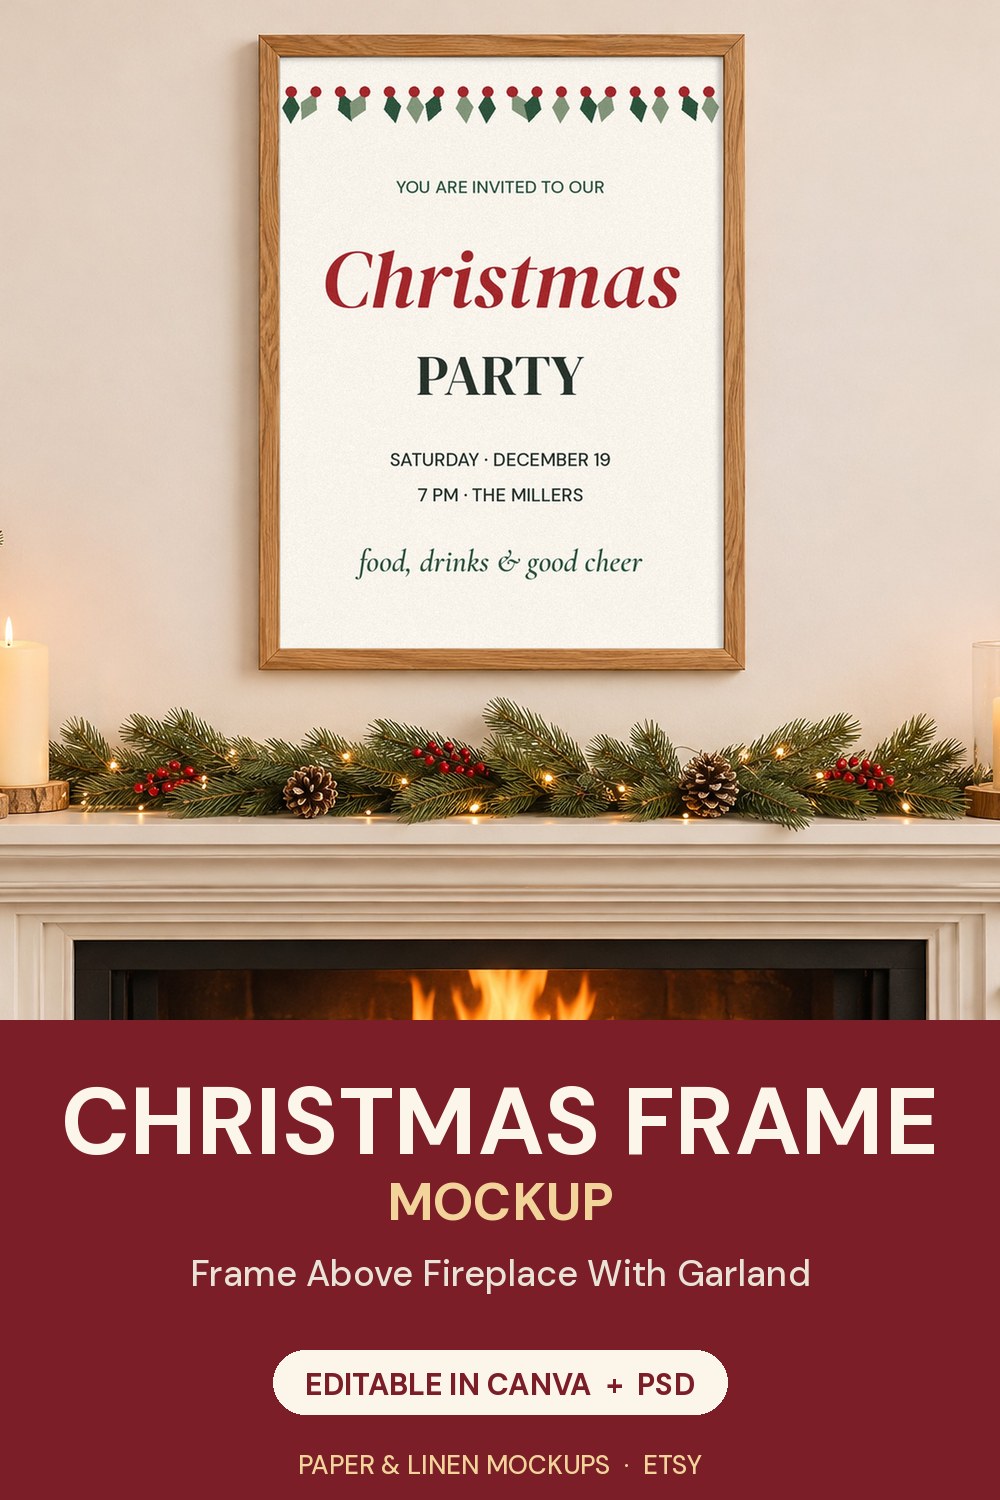 YOU ARE INVITED TO OUR
Christmas
PARTY
SATURDAY · DECEMBER 19
7 PM · THE MILLERS
food, drinks & good cheer
CHRISTMAS FRAME
MOCKUP
Frame Above Fireplace With Garland
EDITABLE IN CANVA + PSD
PAPER & LINEN MOCKUPS · ETSY